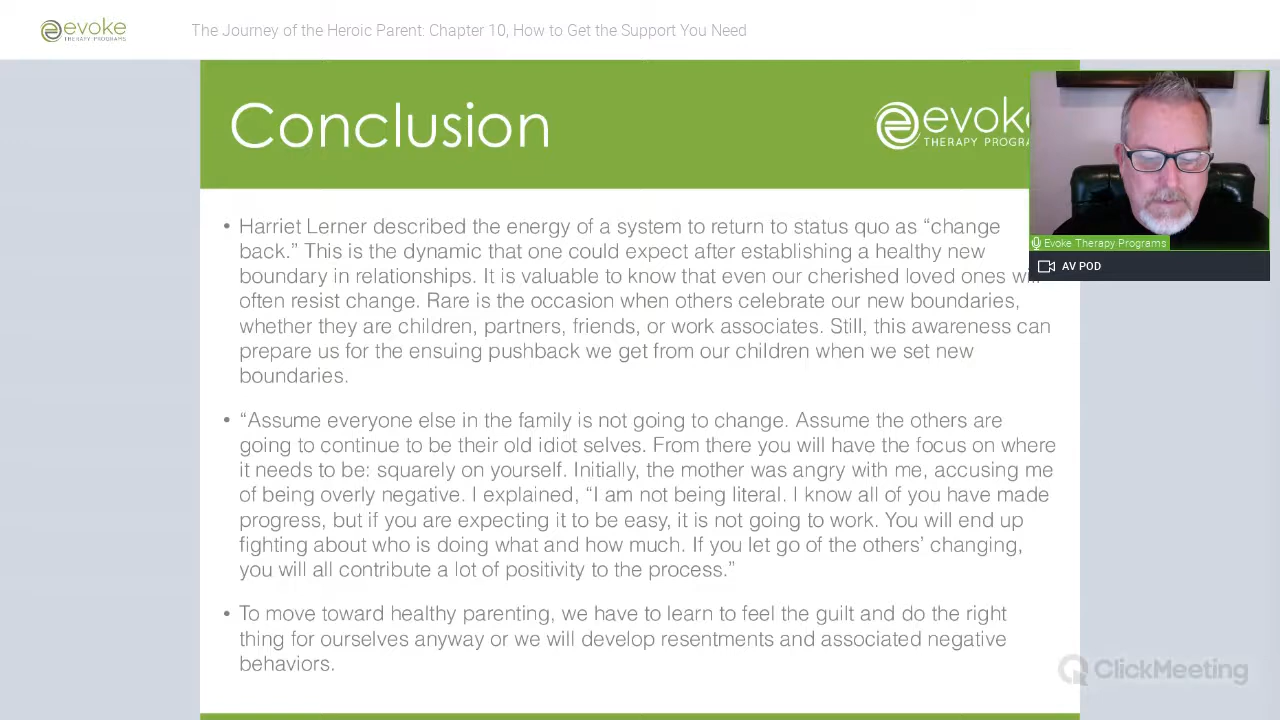 evoke
THERAPY PROGRAMS
The Journey of the Heroic Parent: Chapter 10, How to Get the Support You Need
Conclusion
evok
THERAPY PROGRA
Evoke Therapy Programs
AV POD
• Harriet Lerner described the energy of a system to return to status quo as “change
back.” This is the dynamic that one could expect after establishing a healthy new
boundary in relationships. It is valuable to know that even our cherished loved ones will
often resist change. Rare is the occasion when others celebrate our new boundaries,
whether they are children, partners, friends, or work associates. Still, this awareness can
prepare us for the ensuing pushback we get from our children when we set new
boundaries.
• “Assume everyone else in the family is not going to change. Assume the others are
going to continue to be their old idiot selves. From there you will have the focus on where
it needs to be: squarely on yourself. Initially, the mother was angry with me, accusing me
of being overly negative. I explained, “I am not being literal. I know all of you have made
progress, but if you are expecting it to be easy, it is not going to work. You will end up
fighting about who is doing what and how much. If you let go of the others’ changing,
you will all contribute a lot of positivity to the process.”
• To move toward healthy parenting, we have to learn to feel the guilt and do the right
thing for ourselves anyway or we will develop resentments and associated negative
behaviors.
ClickMeeting